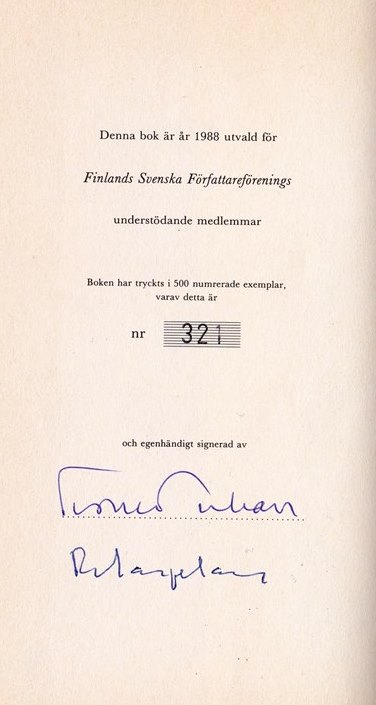 Denna bok är år 1988 utvald för
Finlands Svenska Författareförenings
understödande medlemmar
Boken har tryckts i 500 numrerade exemplar,
varav detta är
nr 321
och egenhändigt signerad av